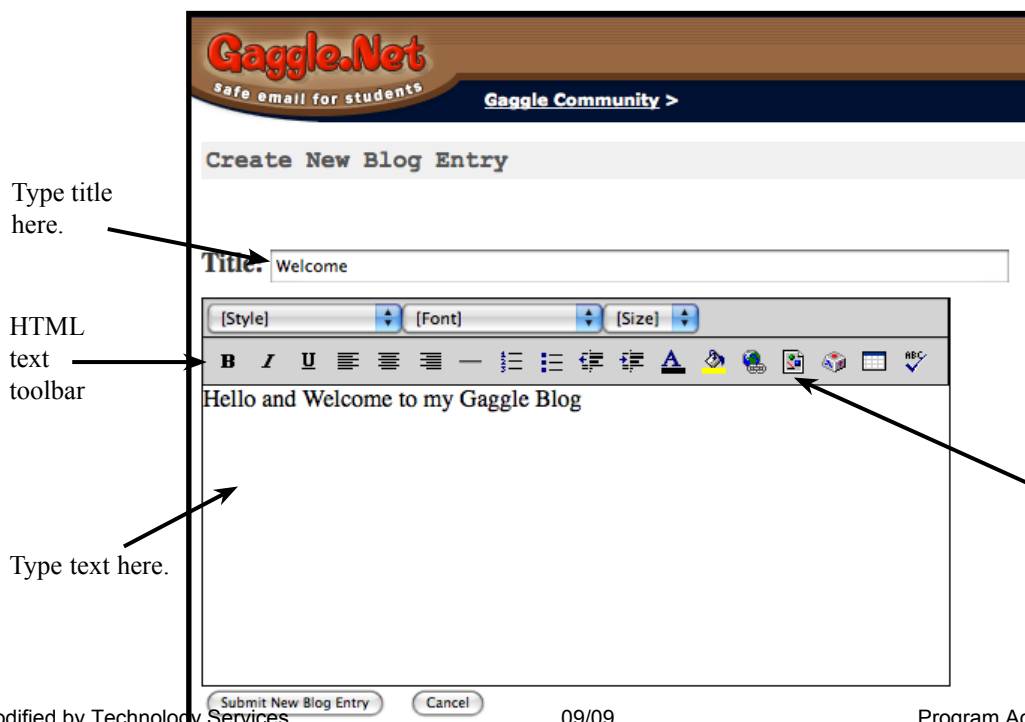 Gaggle.Net
safe email for students
Gaggle Community >
Create New Blog Entry
Type title
here.
Title: Welcome
HTML
text
toolbar
[Style] [Font] [Size]
B I U A ABC
Hello and Welcome to my Gaggle Blog
Type text here.
Submit New Blog Entry Cancel
by Technology Services 09/09 Program